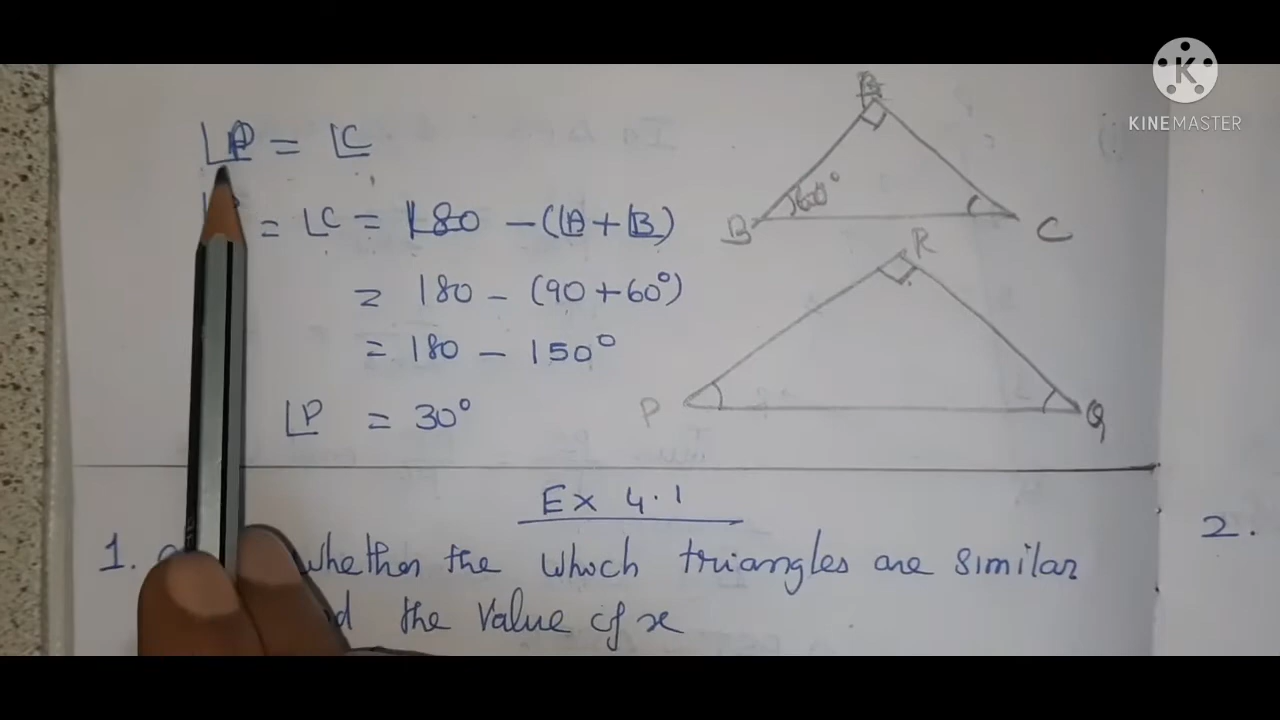 ∠P = ∠C
= ∠C = 180 - (∠A + ∠B)
= 180 - (90 + 60°)
= 180 - 150°
∠P = 30°
B
60°
C
R
P
Q
Ex 4.1
1. whether the which triangles are similar
the value of x
2.
K
KINEMASTER